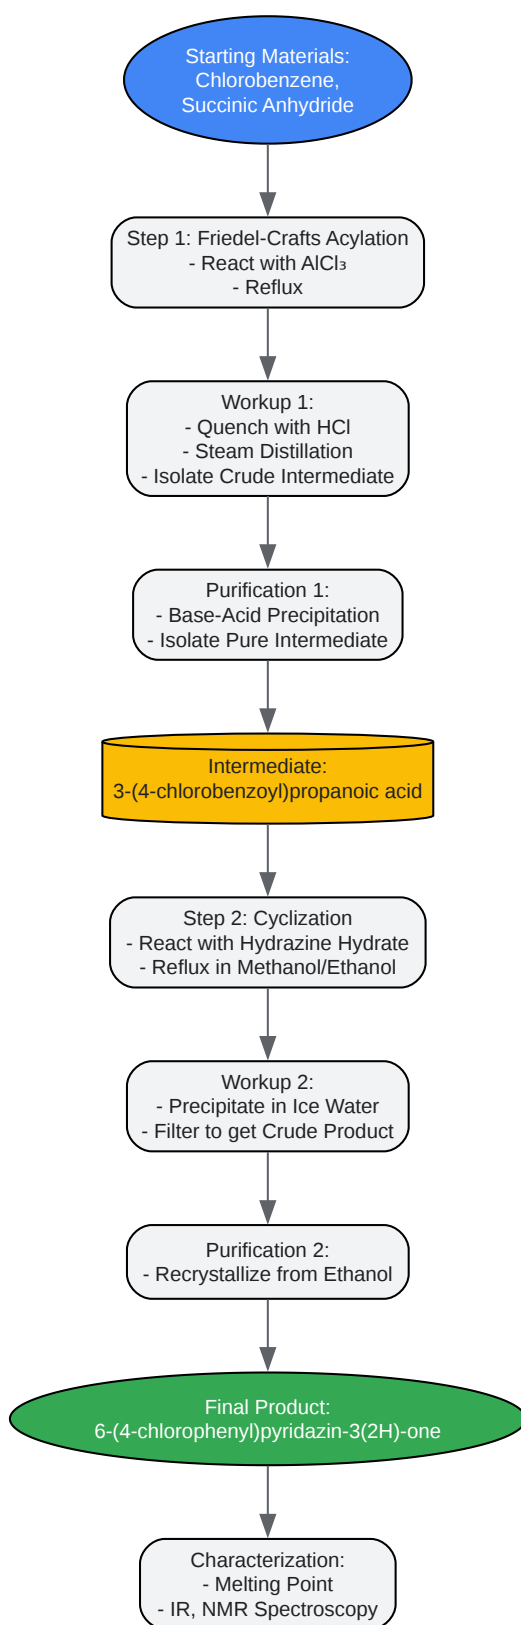 Starting Materials:
Chlorobenzene,
Succinic Anhydride
Step 1: Friedel-Crafts Acylation
- React with AlCl₃
- Reflux
Workup 1:
- Quench with HCl
- Steam Distillation
- Isolate Crude Intermediate
Purification 1:
- Base-Acid Precipitation
- Isolate Pure Intermediate
Intermediate:
3-(4-chlorobenzoyl)propanoic acid
Step 2: Cyclization
- React with Hydrazine Hydrate
- Reflux in Methanol/Ethanol
Workup 2:
- Precipitate in Ice Water
- Filter to get Crude Product
Purification 2:
- Recrystallize from Ethanol
Final Product:
6-(4-chlorophenyl)pyridazin-3(2H)-one
Characterization:
- Melting Point
- IR, NMR Spectroscopy